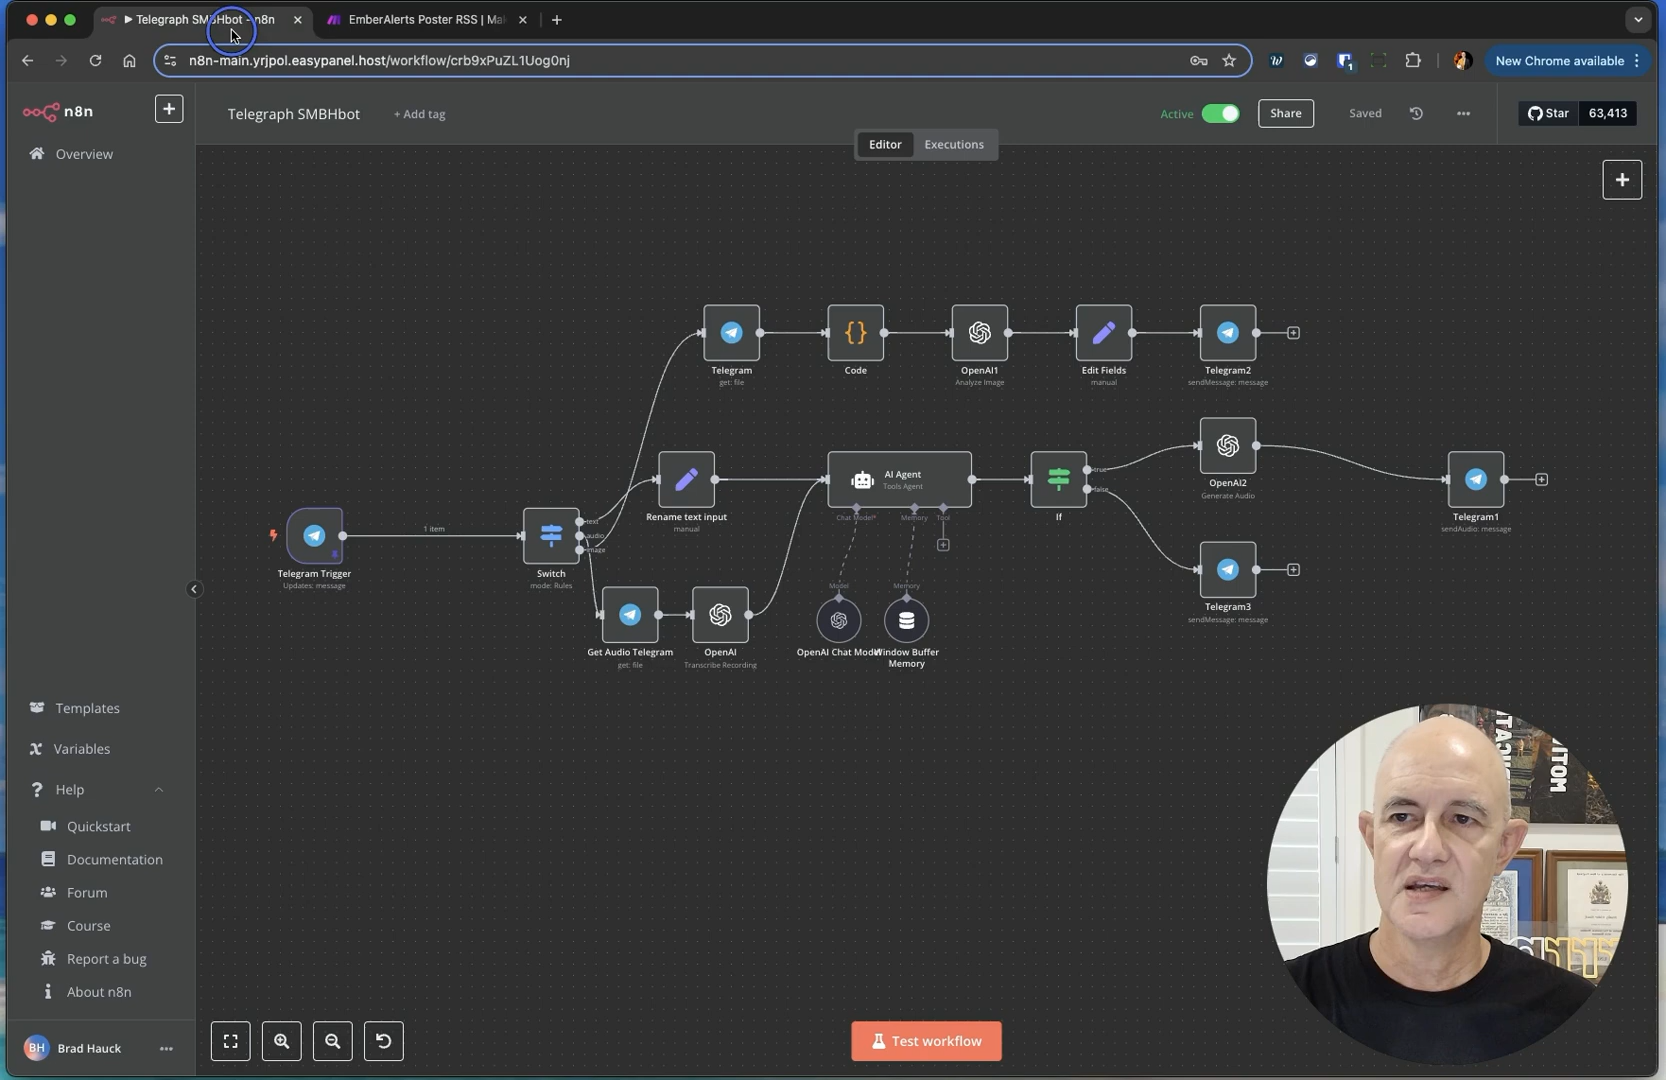 Telegraph SMBHbot - n8n
EmberAlerts Poster RSS | Ma
n8n-main.yrjpol.easypanel.host/workflow/crb9xPuZL1Uog0nj
New Chrome available
n8n
Telegraph SMBHbot
+ Add tag
Active
Share
Saved
Star
63,413
Overview
Editor
Executions
Telegram
get: file
Code
OpenAI1
Analyze Image
Edit Fields
manual
Telegram2
sendMessage: message
Rename text input
manual
AI Agent
Tools Agent
Chat Model*
Memory
Tool
If
true
false
OpenAI2
Generate Audio
Telegram1
sendAudio: message
Telegram3
sendMessage: message
1 item
Telegram Trigger
Updates: message
Switch
mode: Rules
text
audio
image
Get Audio Telegram
get: file
OpenAI
Transcribe Recording
Model
OpenAI Chat Model
Memory
Window Buffer
Memory
Templates
Variables
Help
Quickstart
Documentation
Forum
Course
Report a bug
About n8n
BH
Brad Hauck
Test workflow